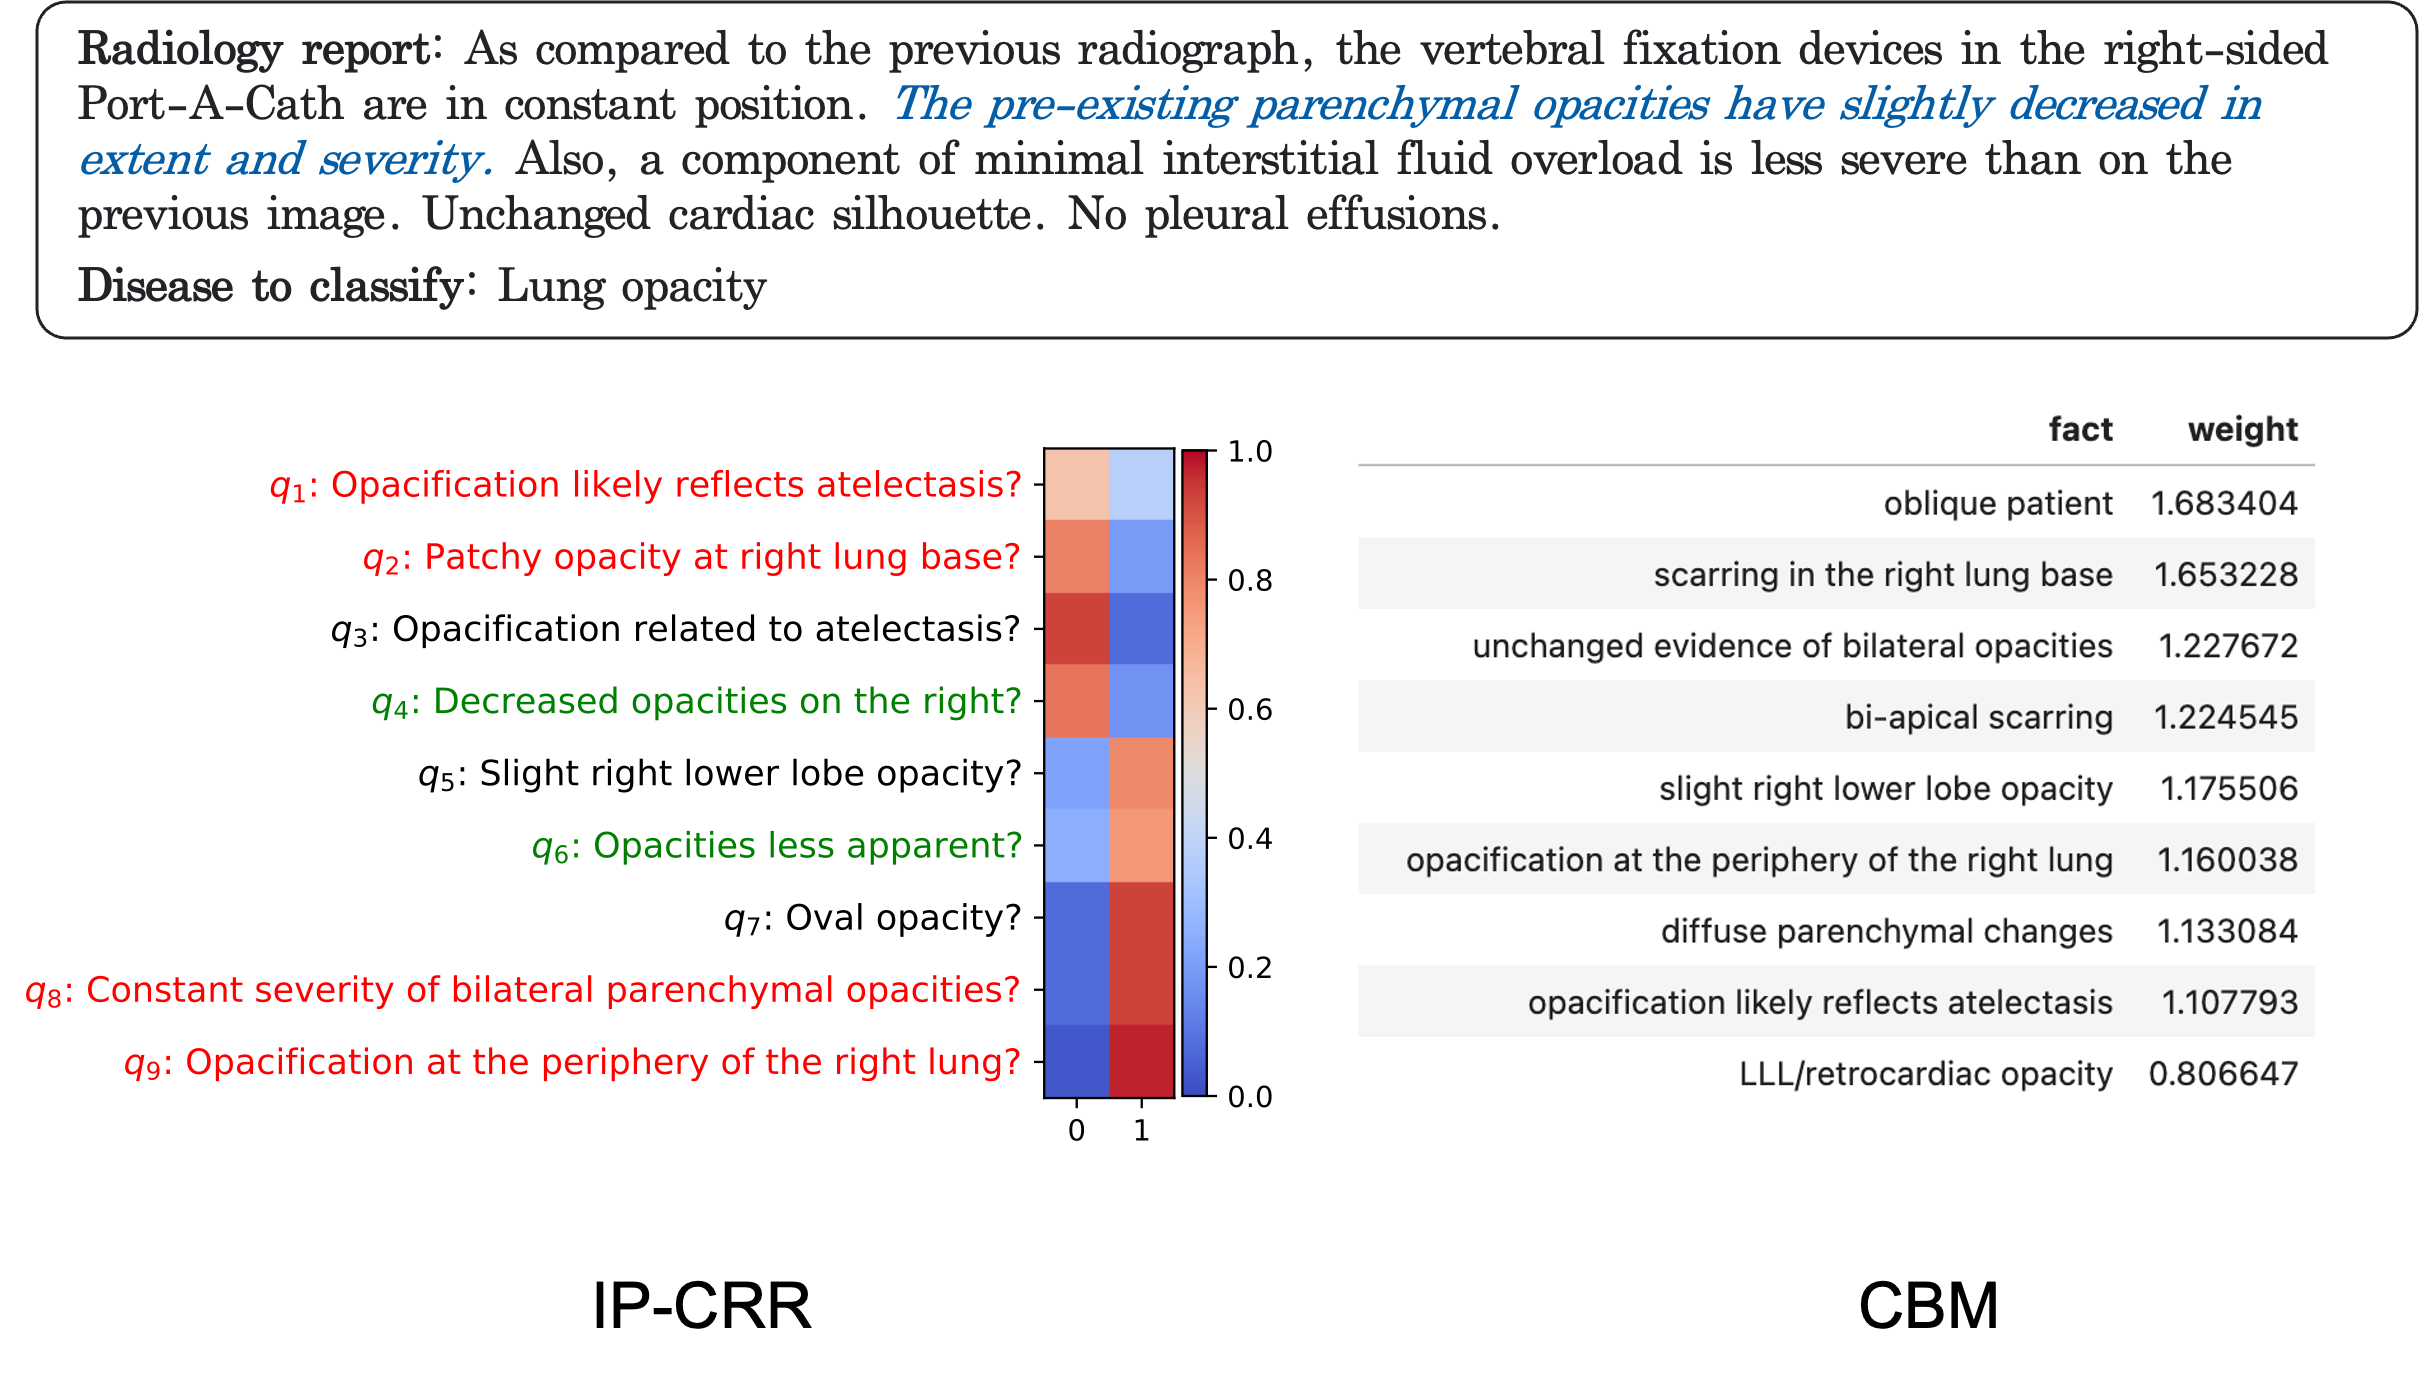 Radiology report: As compared to the previous radiograph, the vertebral fixation devices in the right-sided
Port-A-Cath are in constant position. The pre-existing parenchymal opacities have slightly decreased in
extent and severity. Also, a component of minimal interstitial fluid overload is less severe than on the
previous image. Unchanged cardiac silhouette. No pleural effusions.
Disease to classify: Lung opacity
q1: Opacification likely reflects atelectasis?
q2: Patchy opacity at right lung base?
q3: Opacification related to atelectasis?
q4: Decreased opacities on the right?
q5: Slight right lower lobe opacity?
q6: Opacities less apparent?
q7: Oval opacity?
q8: Constant severity of bilateral parenchymal opacities?
q9: Opacification at the periphery of the right lung?
0 1
1.0
0.8
0.6
0.4
0.2
0.0
IP-CRR
fact weight
oblique patient 1.683404
scarring in the right lung base 1.653228
unchanged evidence of bilateral opacities 1.227672
bi-apical scarring 1.224545
slight right lower lobe opacity 1.175506
opacification at the periphery of the right lung 1.160038
diffuse parenchymal changes 1.133084
opacification likely reflects atelectasis 1.107793
LLL/retrocardiac opacity 0.806647
CBM